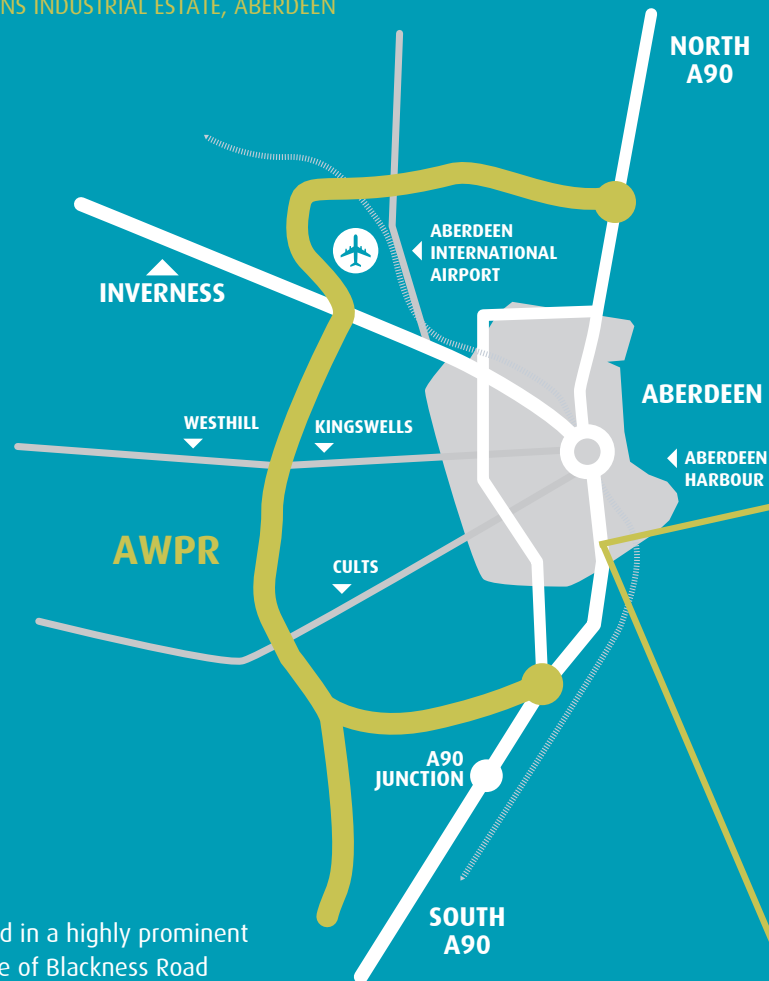 NS INDUSTRIAL ESTATE, ABERDEEN
NORTH
A90
ABERDEEN
INTERNATIONAL
AIRPORT
INVERNESS
ABERDEEN
WESTHILL
KINGSWELLS
ABERDEEN
HARBOUR
AWPR
CULTS
A90
JUNCTION
SOUTH
A90
d in a highly prominent
e of Blackness Road